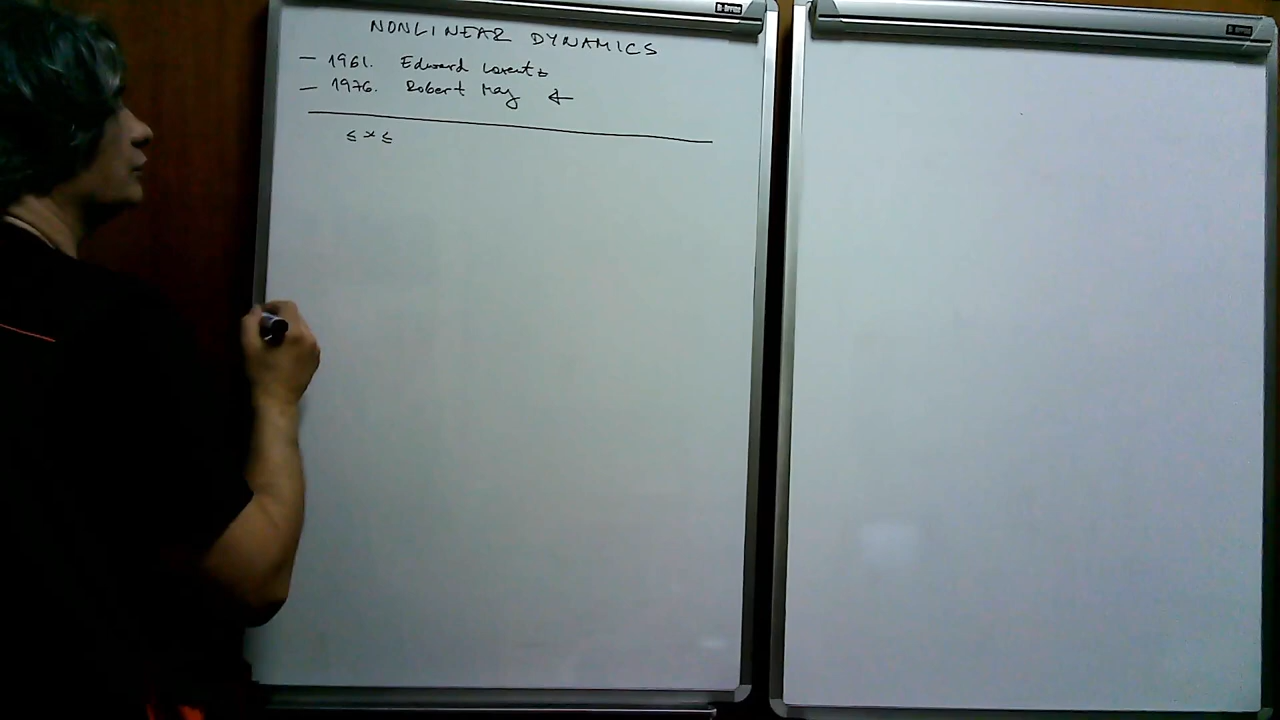 NONLINEAR DYNAMICS
– 1961. Edward Lorentz
– 1976. Robert May ←
≤ x ≤